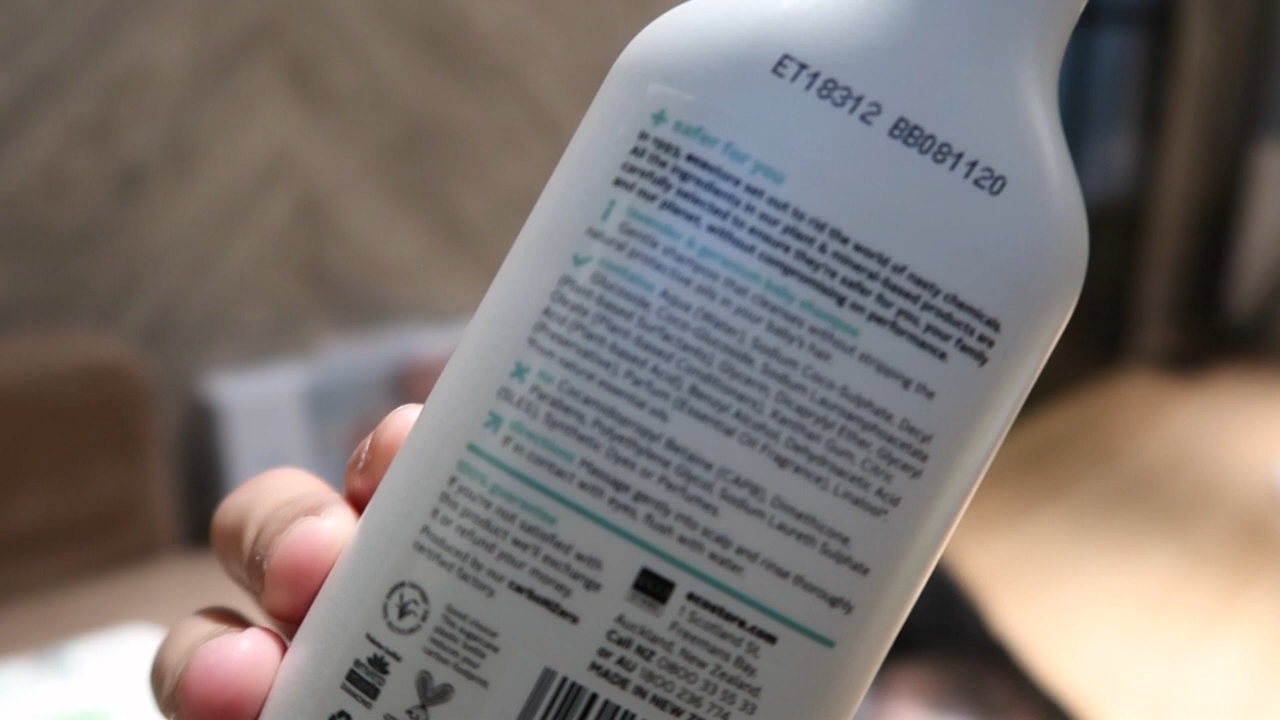 ET18312 BB081120
+ safer for you
In 1993, ecostore set out to rid the world of nasty chemicals.
All the ingredients in our plant & mineral-based products are
carefully selected to ensure they're safer for you, your family
and our planet, without compromising on performance.
lavender & geranium baby shampoo
Gentle shampoo that cleanses without stripping the
natural protective oils in your baby's hair.
contains Aqua (Water), Sodium Coco-Sulphate, Decyl
Glucoside, Coco-Glucoside, Sodium Lauroamphoacetate
(Plant-based Surfactants), Glycerin, Dicaprylyl Ether, Glyceryl
Oleate (Plant-based Conditioners), Xanthan Gum, Citric
Acid (Plant-based Acid), Benzyl Alcohol, Dehydroacetic Acid
(Preservative), Parfum (Essential Oil Fragrance), Linalool*.
essential oils.
no Cocamidopropyl Betaine (CAPB), Dimethicone,
Parabens, Polyethylene Glycol, Sodium Laureth Sulphate
(SLES), Synthetic Dyes or Perfumes.
directions Massage gently into scalp and rinse thoroughly.
If in contact with eyes, flush with water.
100% guarantee
If you're not satisfied with
this product we'll exchange
it or refund your money.
Produced by our carboNZero
certified factory.
ecostore.com
1 Scotland St,
Freemans Bay,
Auckland, New Zealand.
Call NZ 0800 33 55 33
or AU 1800 236 774
MADE IN NEW